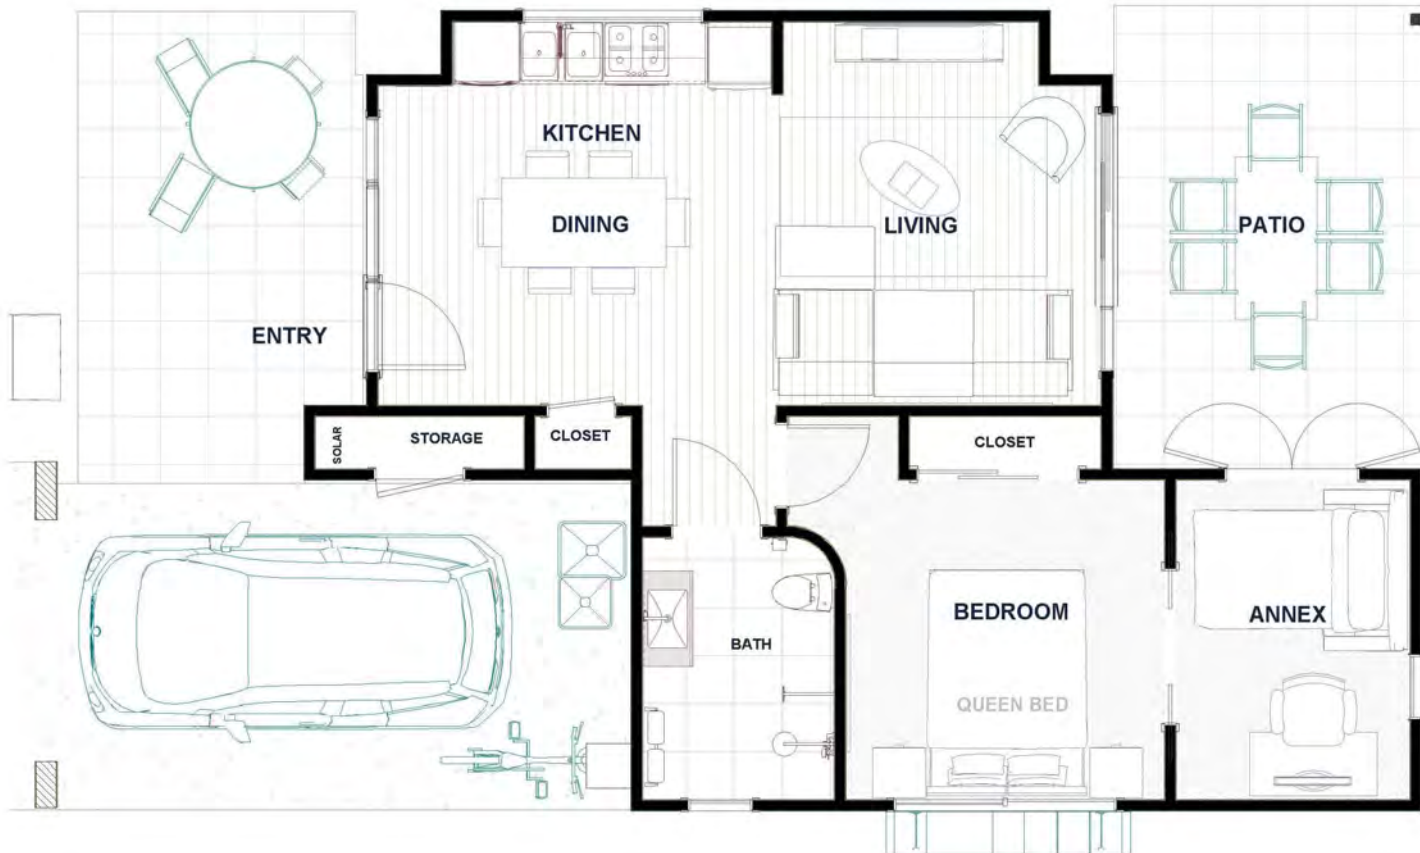 KITCHEN
DINING
LIVING
PATIO
ENTRY
SOLAR
STORAGE
CLOSET
CLOSET
BEDROOM
ANNEX
BATH
QUEEN BED